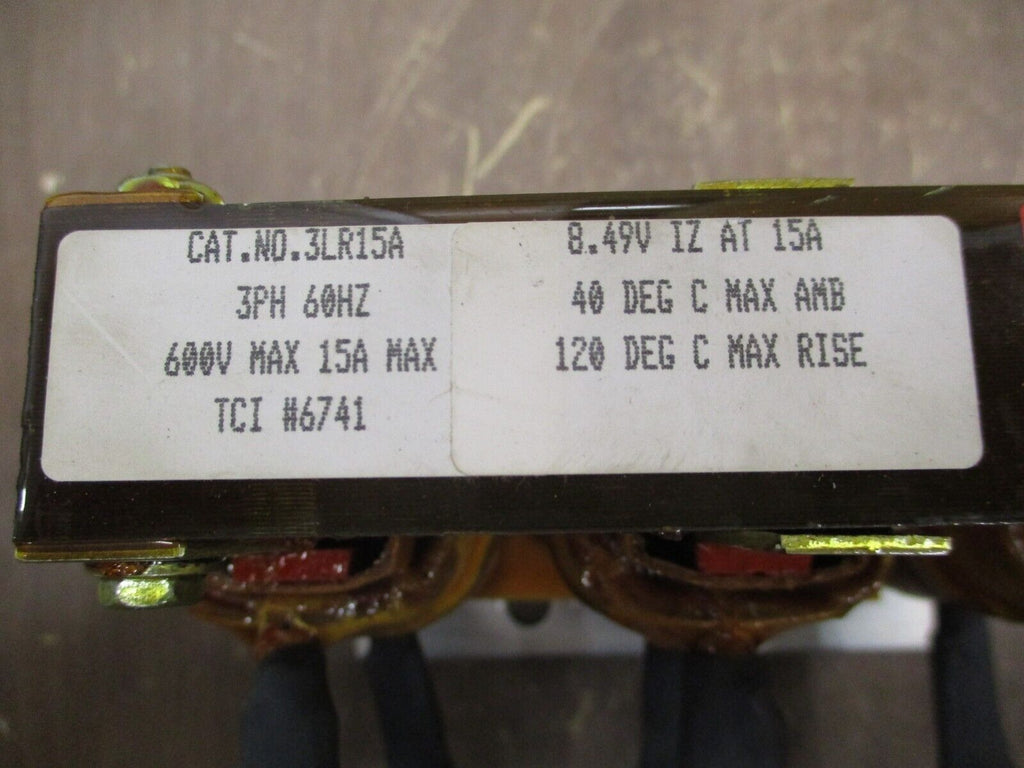 CAT.NO.3LR15A
3PH 60HZ
600V MAX 15A MAX
TCI #6741
8.49V IZ AT 15A
40 DEG C MAX AMB
120 DEG C MAX RISE